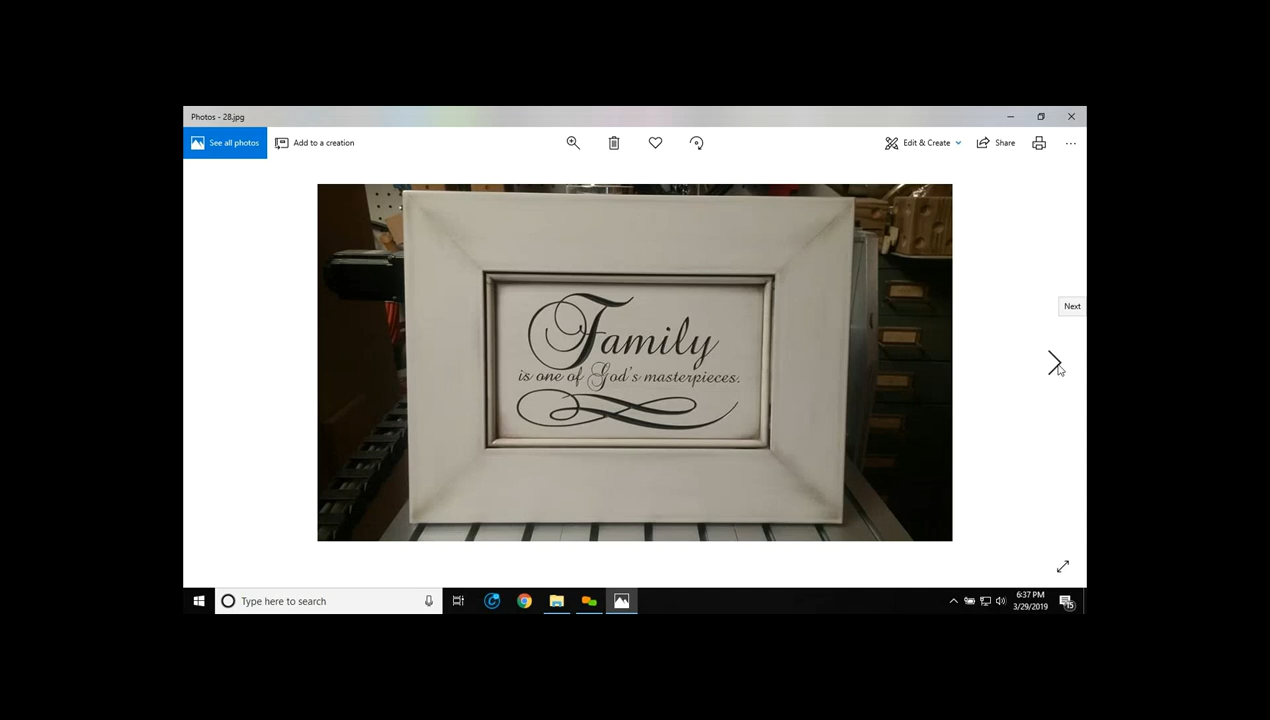 Photos - 28.jpg
See all photos
Add to a creation
Edit & Create
Share
Family
is one of God's masterpieces.
Next
Type here to search
6:37 PM
3/29/2019
15